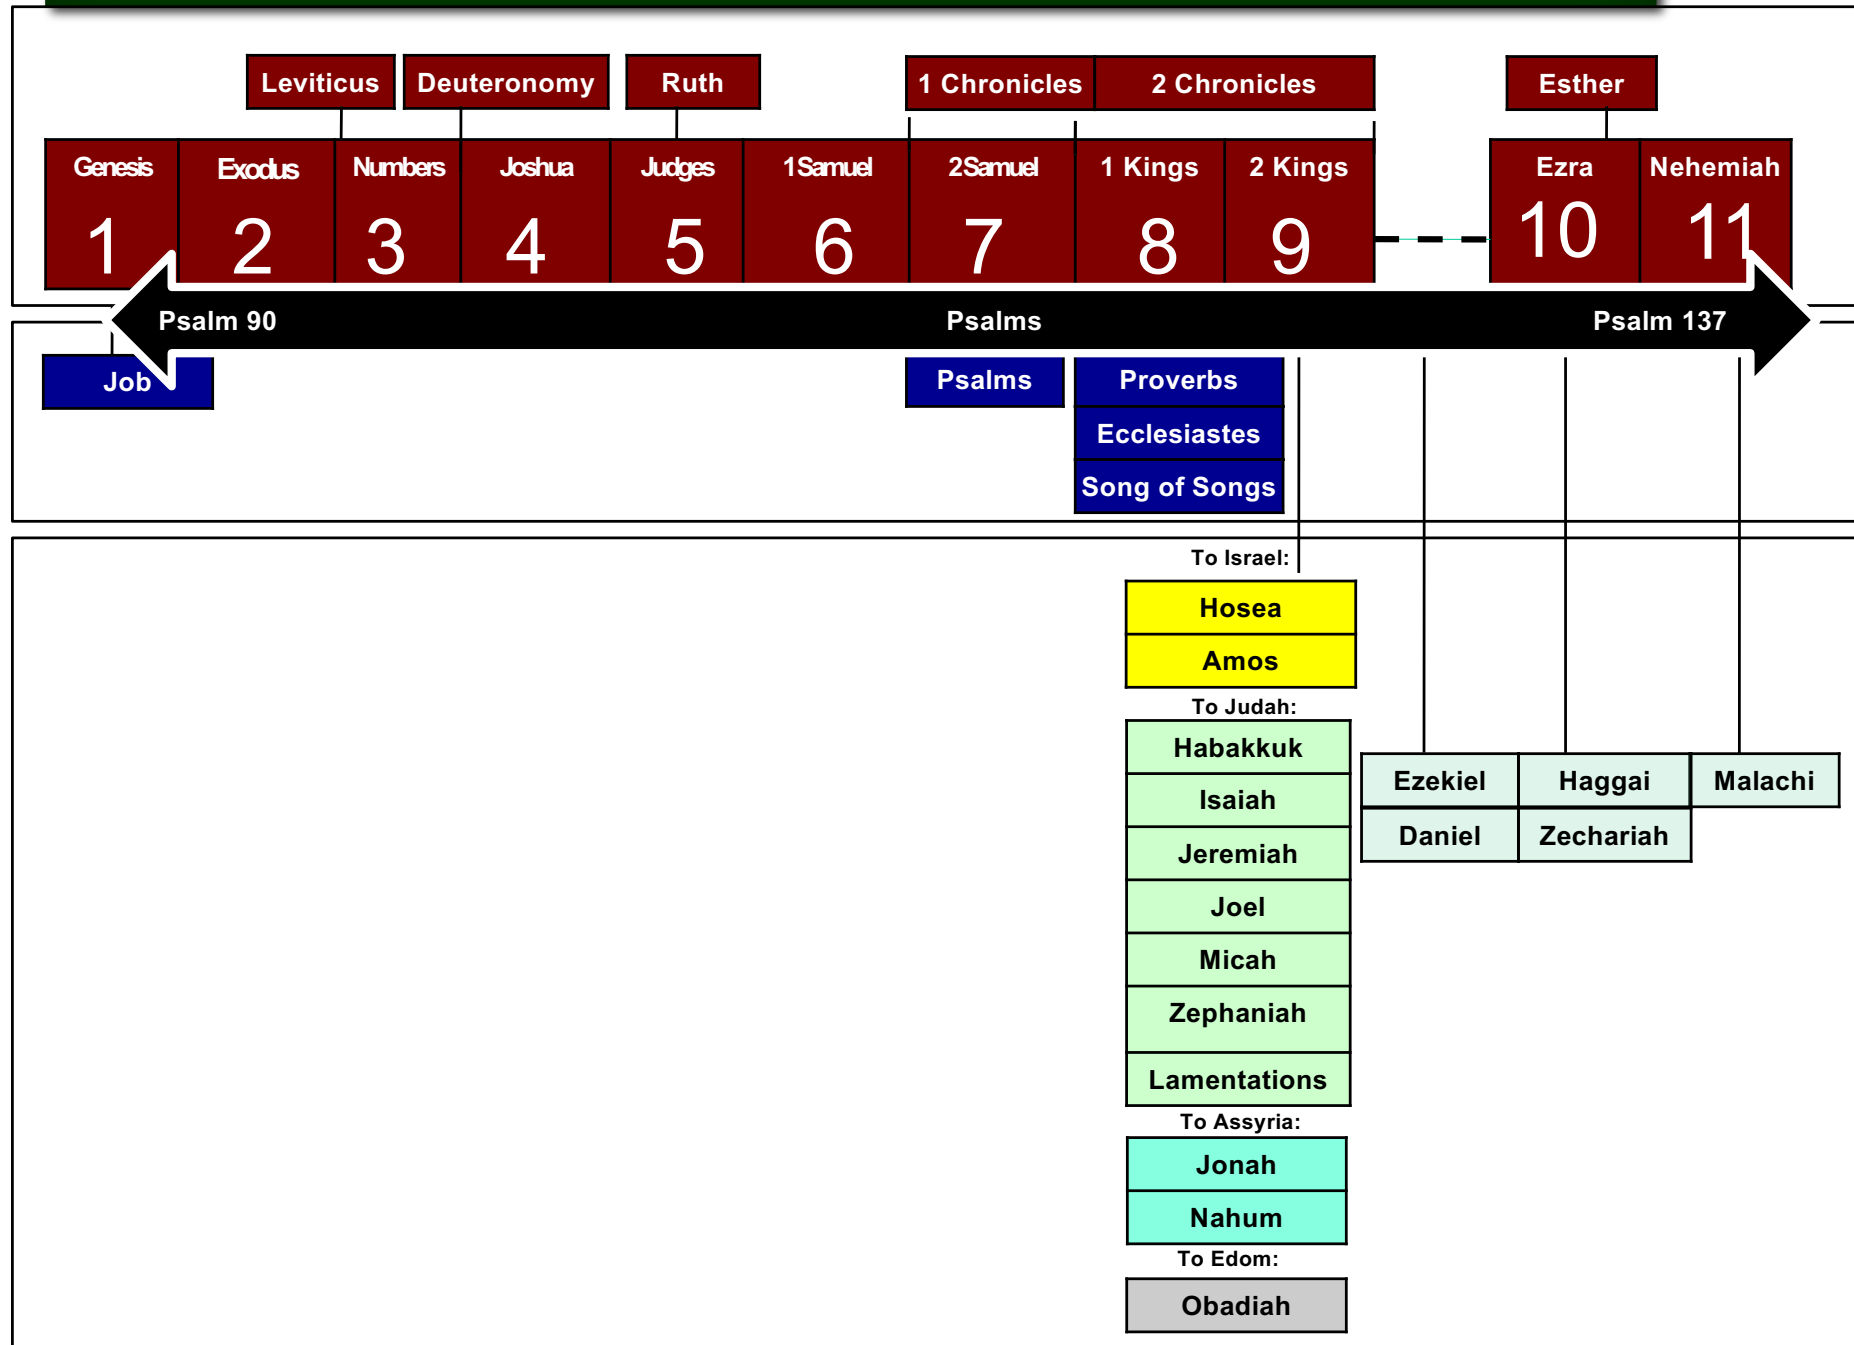 Leviticus
Deuteronomy
Ruth
1 Chronicles
2 Chronicles
Esther
Genesis
Exodus
Numbers
Joshua
Judges
1Samuel
2Samuel
1 Kings
2 Kings
Ezra
Nehemiah
1
2
3
4
5
6
7
8
9
10
11
Psalm 90
Psalms
Psalm 137
Job
Psalms
Proverbs
Ecclesiastes
Song of Songs
To Israel:
Hosea
Amos
To Judah:
Habakkuk
Isaiah
Jeremiah
Joel
Micah
Zephaniah
Lamentations
Ezekiel
Haggai
Malachi
Daniel
Zechariah
To Assyria:
Jonah
Nahum
To Edom:
Obadiah